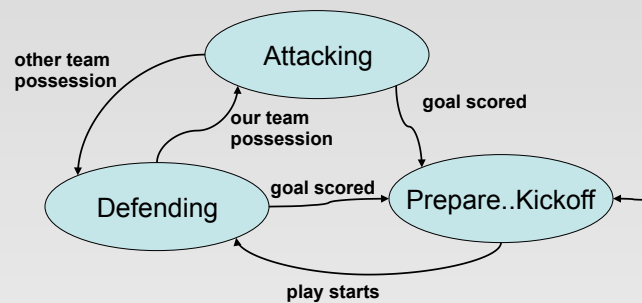 Attacking
other team
possession
goal scored
our team
possession
goal scored
Defending
Prepare..Kickoff
play starts